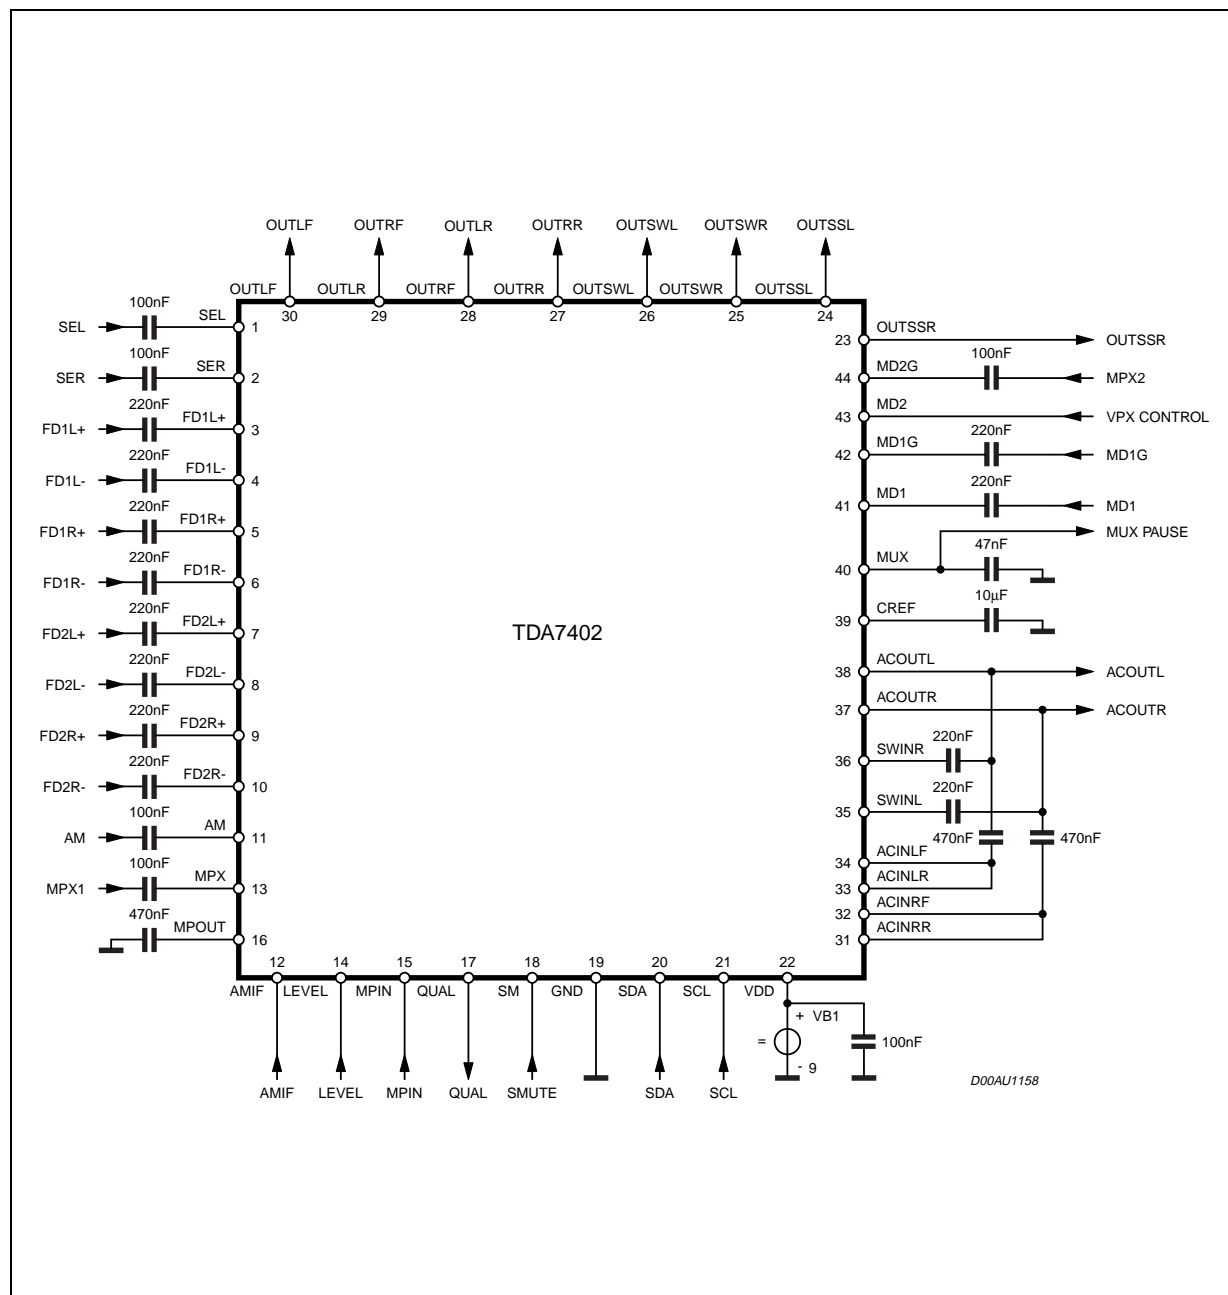 OUTLF OUTRF OUTLR OUTRR OUTSWL OUTSWR OUTSSL
OUTLF OUTLR OUTRF OUTRR OUTSWL OUTSWR OUTSSL
30 29 28 27 26 25 24
100nF
SEL SEL 1
100nF
SER SER 2
220nF
FD1L+ FD1L+ 3
220nF
FD1L- FD1L- 4
220nF
FD1R+ FD1R+ 5
220nF
FD1R- FD1R- 6
220nF
FD2L+ FD2L+ 7
220nF
FD2L- FD2L- 8
220nF
FD2R+ FD2R+ 9
220nF
FD2R- FD2R- 10
100nF
AM AM 11
100nF
MPX1 MPX 13
470nF
MPOUT 16
TDA7402
23 OUTSSR OUTSSR
100nF
44 MD2G MPX2
43 MD2 VPX CONTROL
220nF
42 MD1G MD1G
220nF
41 MD1 MD1
MUX PAUSE
47nF
40 MUX
10µF
39 CREF
38 ACOUTL ACOUTL
37 ACOUTR ACOUTR
220nF
36 SWINR
220nF
35 SWINL
470nF 470nF
34 ACINLF
33 ACINLR
32 ACINRF
31 ACINRR
12 14 15 17 18 19 20 21 22
AMIF LEVEL MPIN QUAL SM GND SDA SCL VDD
+ VB1
= 100nF
- 9
AMIF LEVEL MPIN QUAL SMUTE SDA SCL
D00AU1158